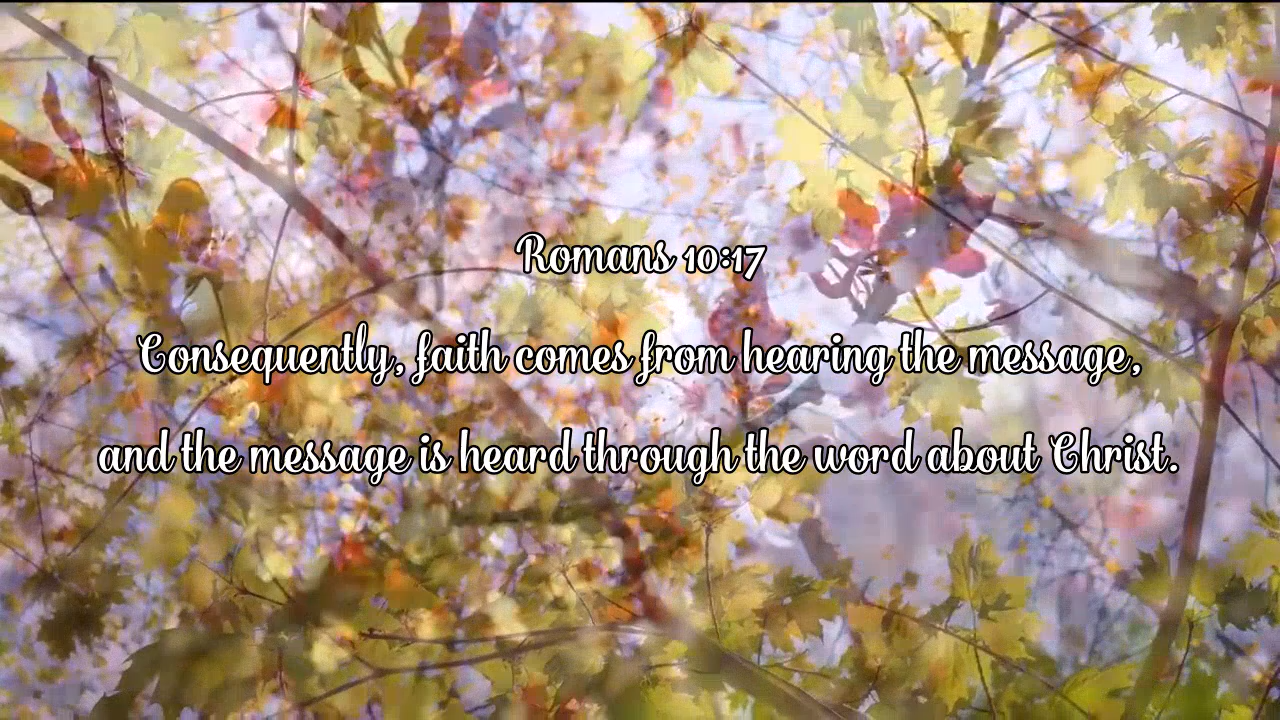 Romans 10:17
Consequently, faith comes from hearing the message,
and the message is heard through the word about Christ.